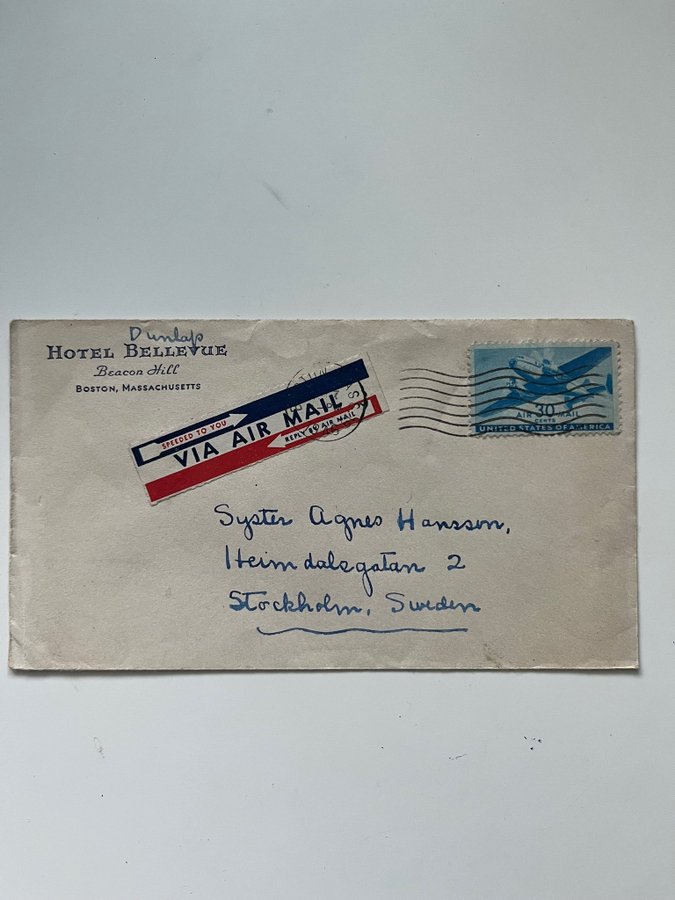 Dunlap
HOTEL BELLEVUE
Beacon Hill
BOSTON, MASSACHUSETTS
SPEEDED TO YOU
VIA AIR MAIL
REPLY BY AIR MAIL
30
AIR MAIL
CENTS
UNITED STATES OF AMERICA
Syster Agnes Hansson,
Heimdalsgatan 2
Stockholm, Sweden